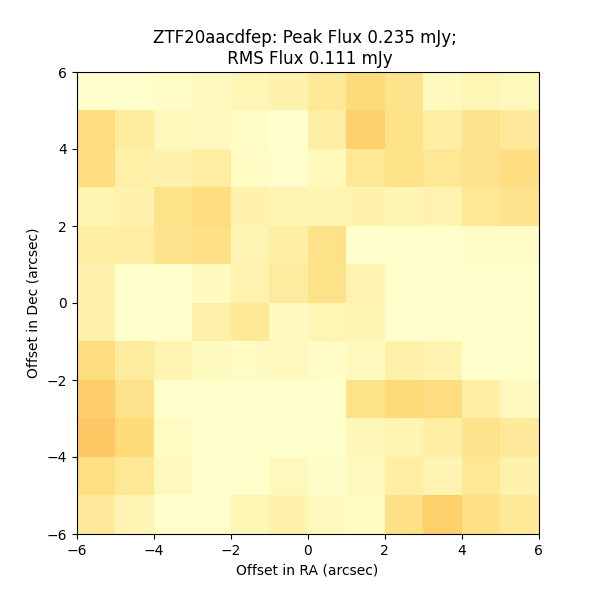 ZTF20aacdfep: Peak Flux 0.235 mJy;
RMS Flux 0.111 mJy
6
4
2
0
−2
−4
−6
Offset in Dec (arcsec)
−6 −4 −2 0 2 4 6
Offset in RA (arcsec)